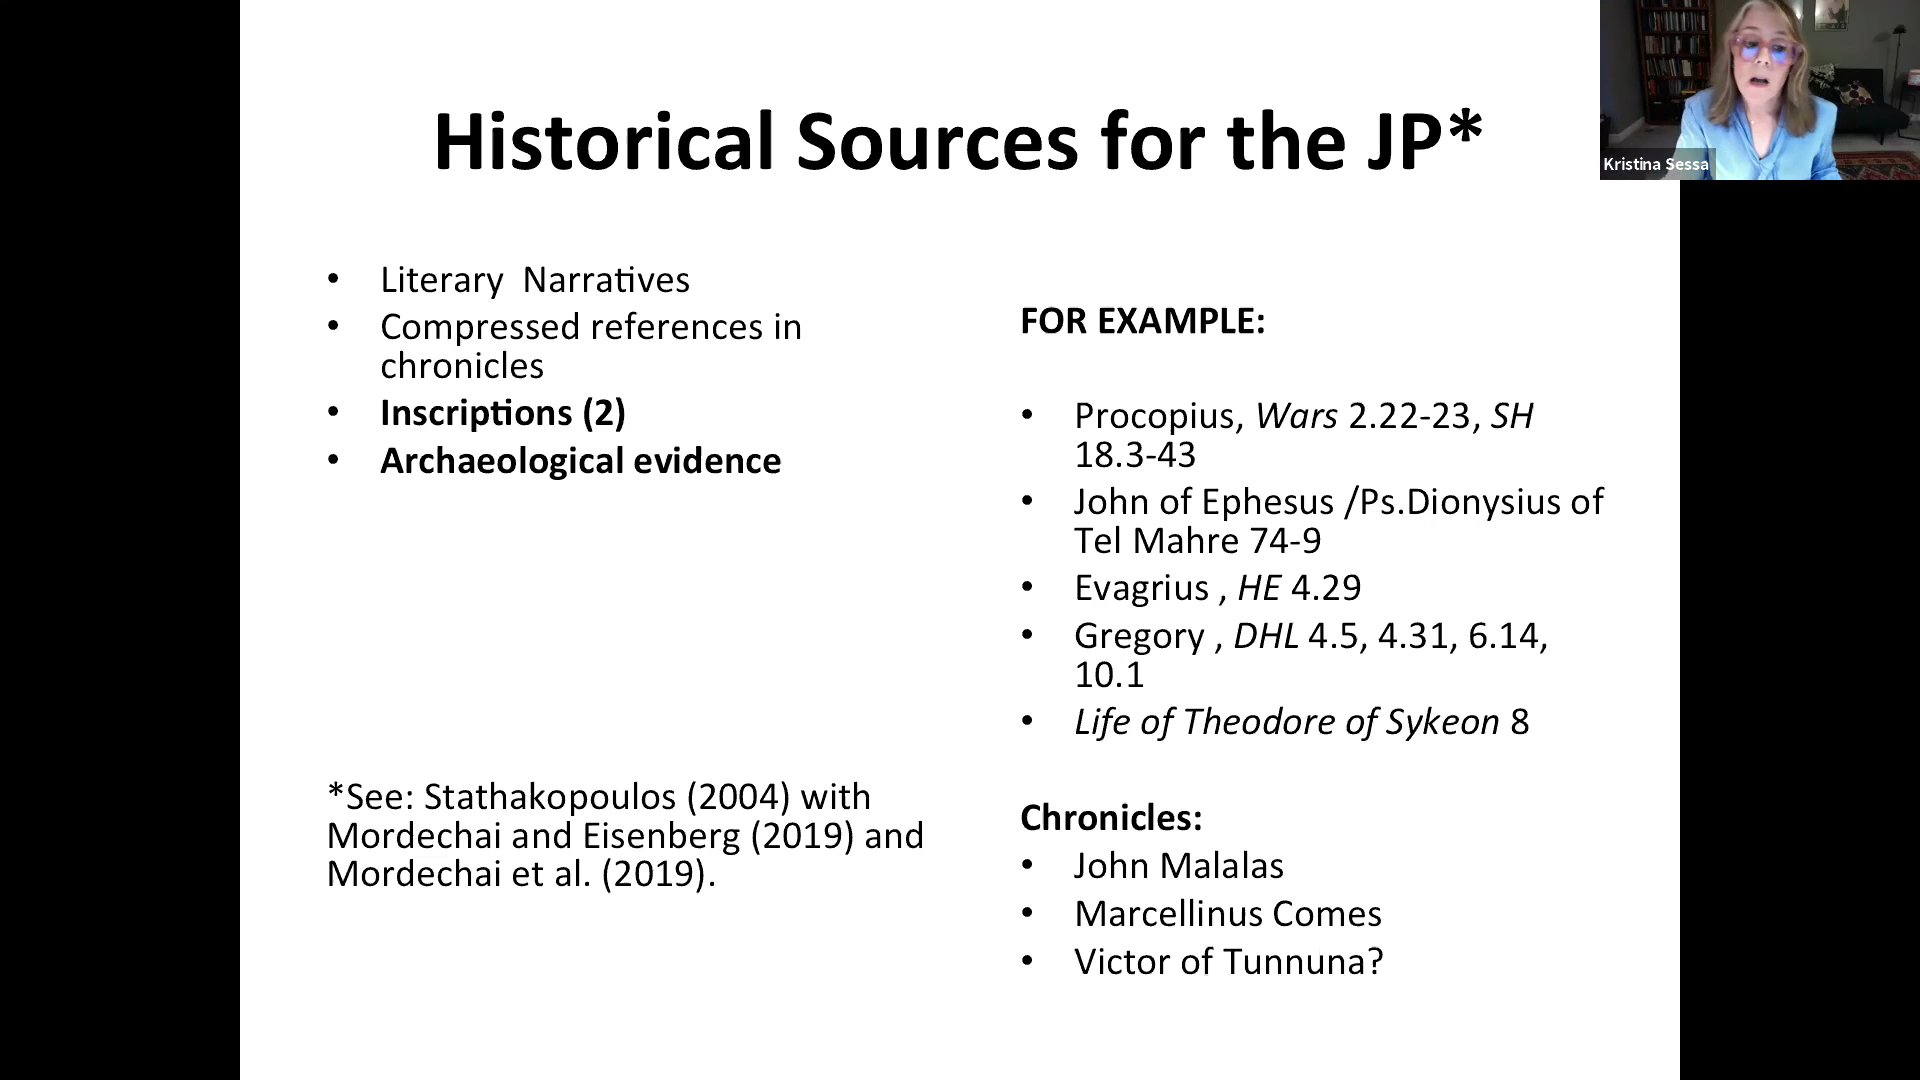 Historical Sources for the JP*
Kristina Sessa
• Literary  Narratives
• Compressed references in
chronicles
• Inscriptions (2)
• Archaeological evidence
*See: Stathakopoulos (2004) with
Mordechai and Eisenberg (2019) and
Mordechai et al. (2019).
FOR EXAMPLE:
• Procopius, Wars 2.22-23, SH
18.3-43
• John of Ephesus /Ps.Dionysius of
Tel Mahre 74-9
• Evagrius , HE 4.29
• Gregory , DHL 4.5, 4.31, 6.14,
10.1
• Life of Theodore of Sykeon 8
Chronicles:
• John Malalas
• Marcellinus Comes
• Victor of Tunnuna?